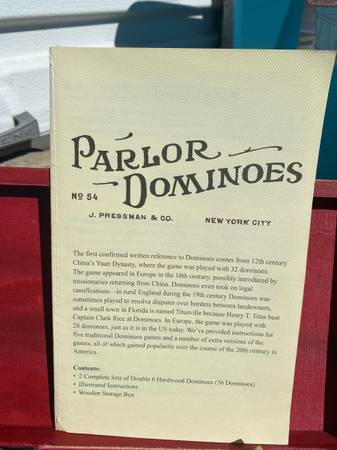 PARLOR
DOMINOES
Nº 54
J. PRESSMAN & CO. NEW YORK CITY
The first confirmed written reference to Dominoes comes from 12th century
China's Yuan Dynasty, where the game was played with 32 dominoes.
The game appeared in Europe in the 18th century, possibly introduced by
missionaries returning from China. Dominoes even took on legal
ramifications—in rural England during the 19th century Dominoes was
sometimes played to resolve disputes over borders between landowners,
and a small town in Florida is named Titusville because Henry T. Titus beat
Captain Clark Rice at Dominoes. In Europe, the game was played with
28 dominoes, just as it is in the US today. We've provided instructions for
five traditional Dominoes games and a number of extra versions of the
games, all of which gained popularity over the course of the 20th century in
America.
Contents:
• 2 Complete Sets of Double 6 Hardwood Dominoes (56 Dominoes)
• Illustrated Instructions
• Wooden Storage Box